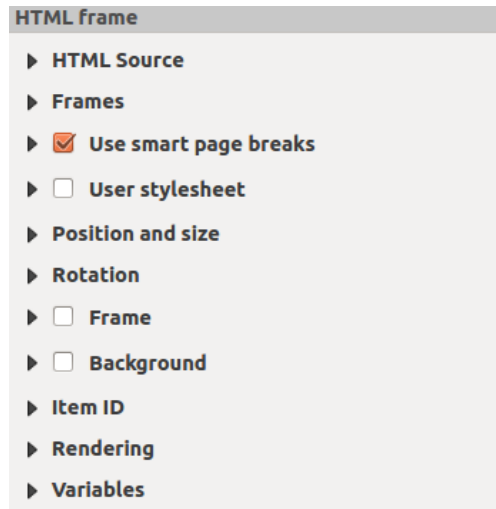 HTML frame
HTML Source
Frames
Use smart page breaks
User stylesheet
Position and size
Rotation
Frame
Background
Item ID
Rendering
Variables